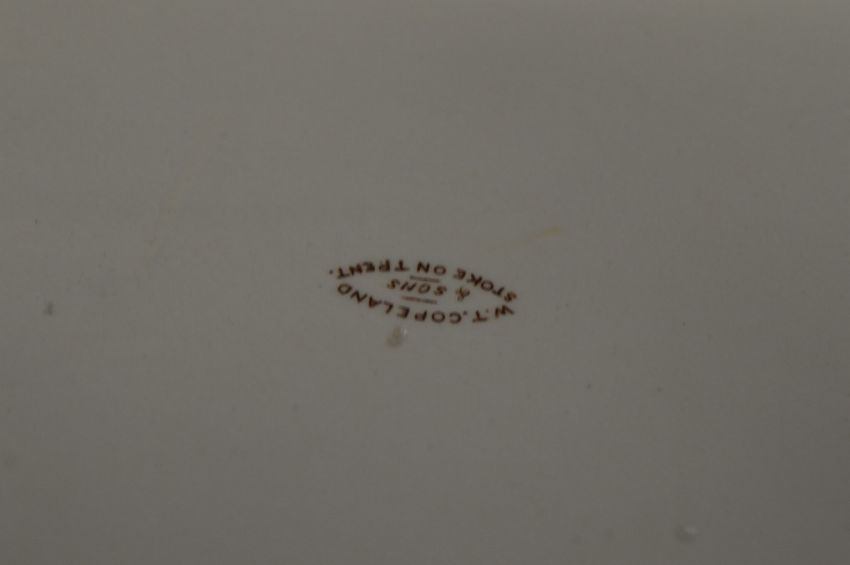 W.T.COPELAND
& SONS
STOKE ON TRENT.